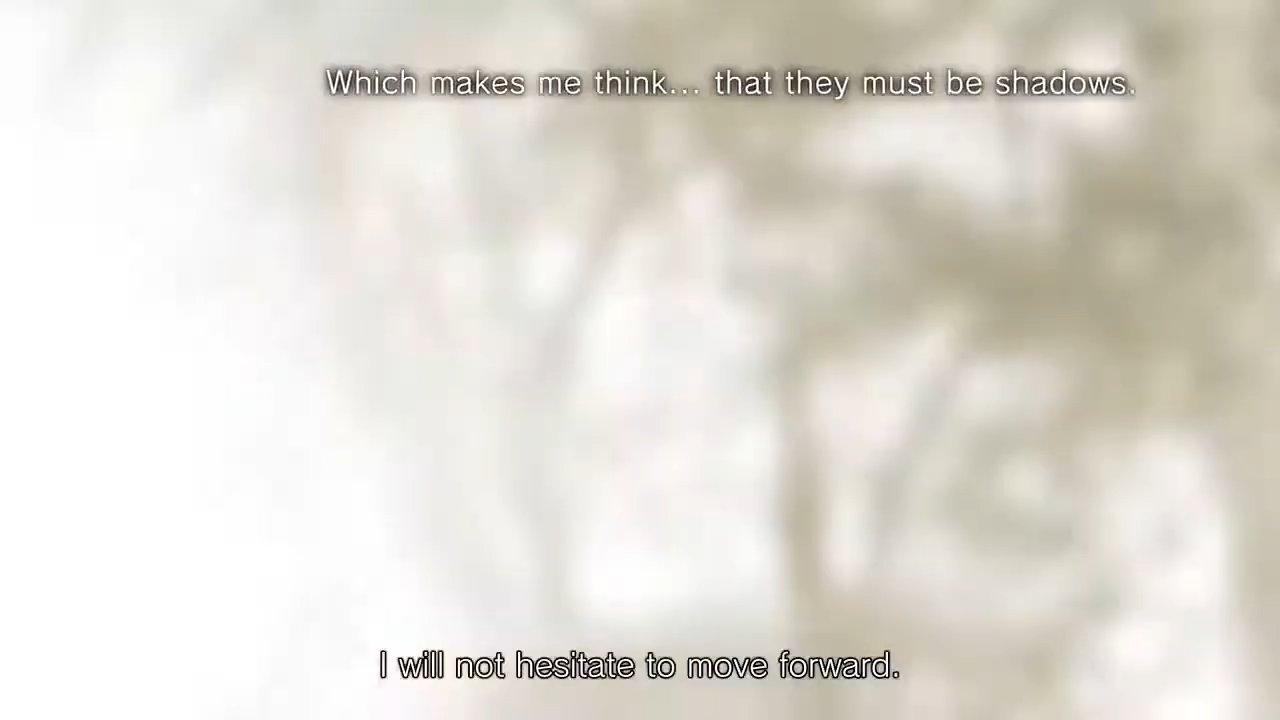 Which makes me think... that they must be shadows.
I will not hesitate to move forward.